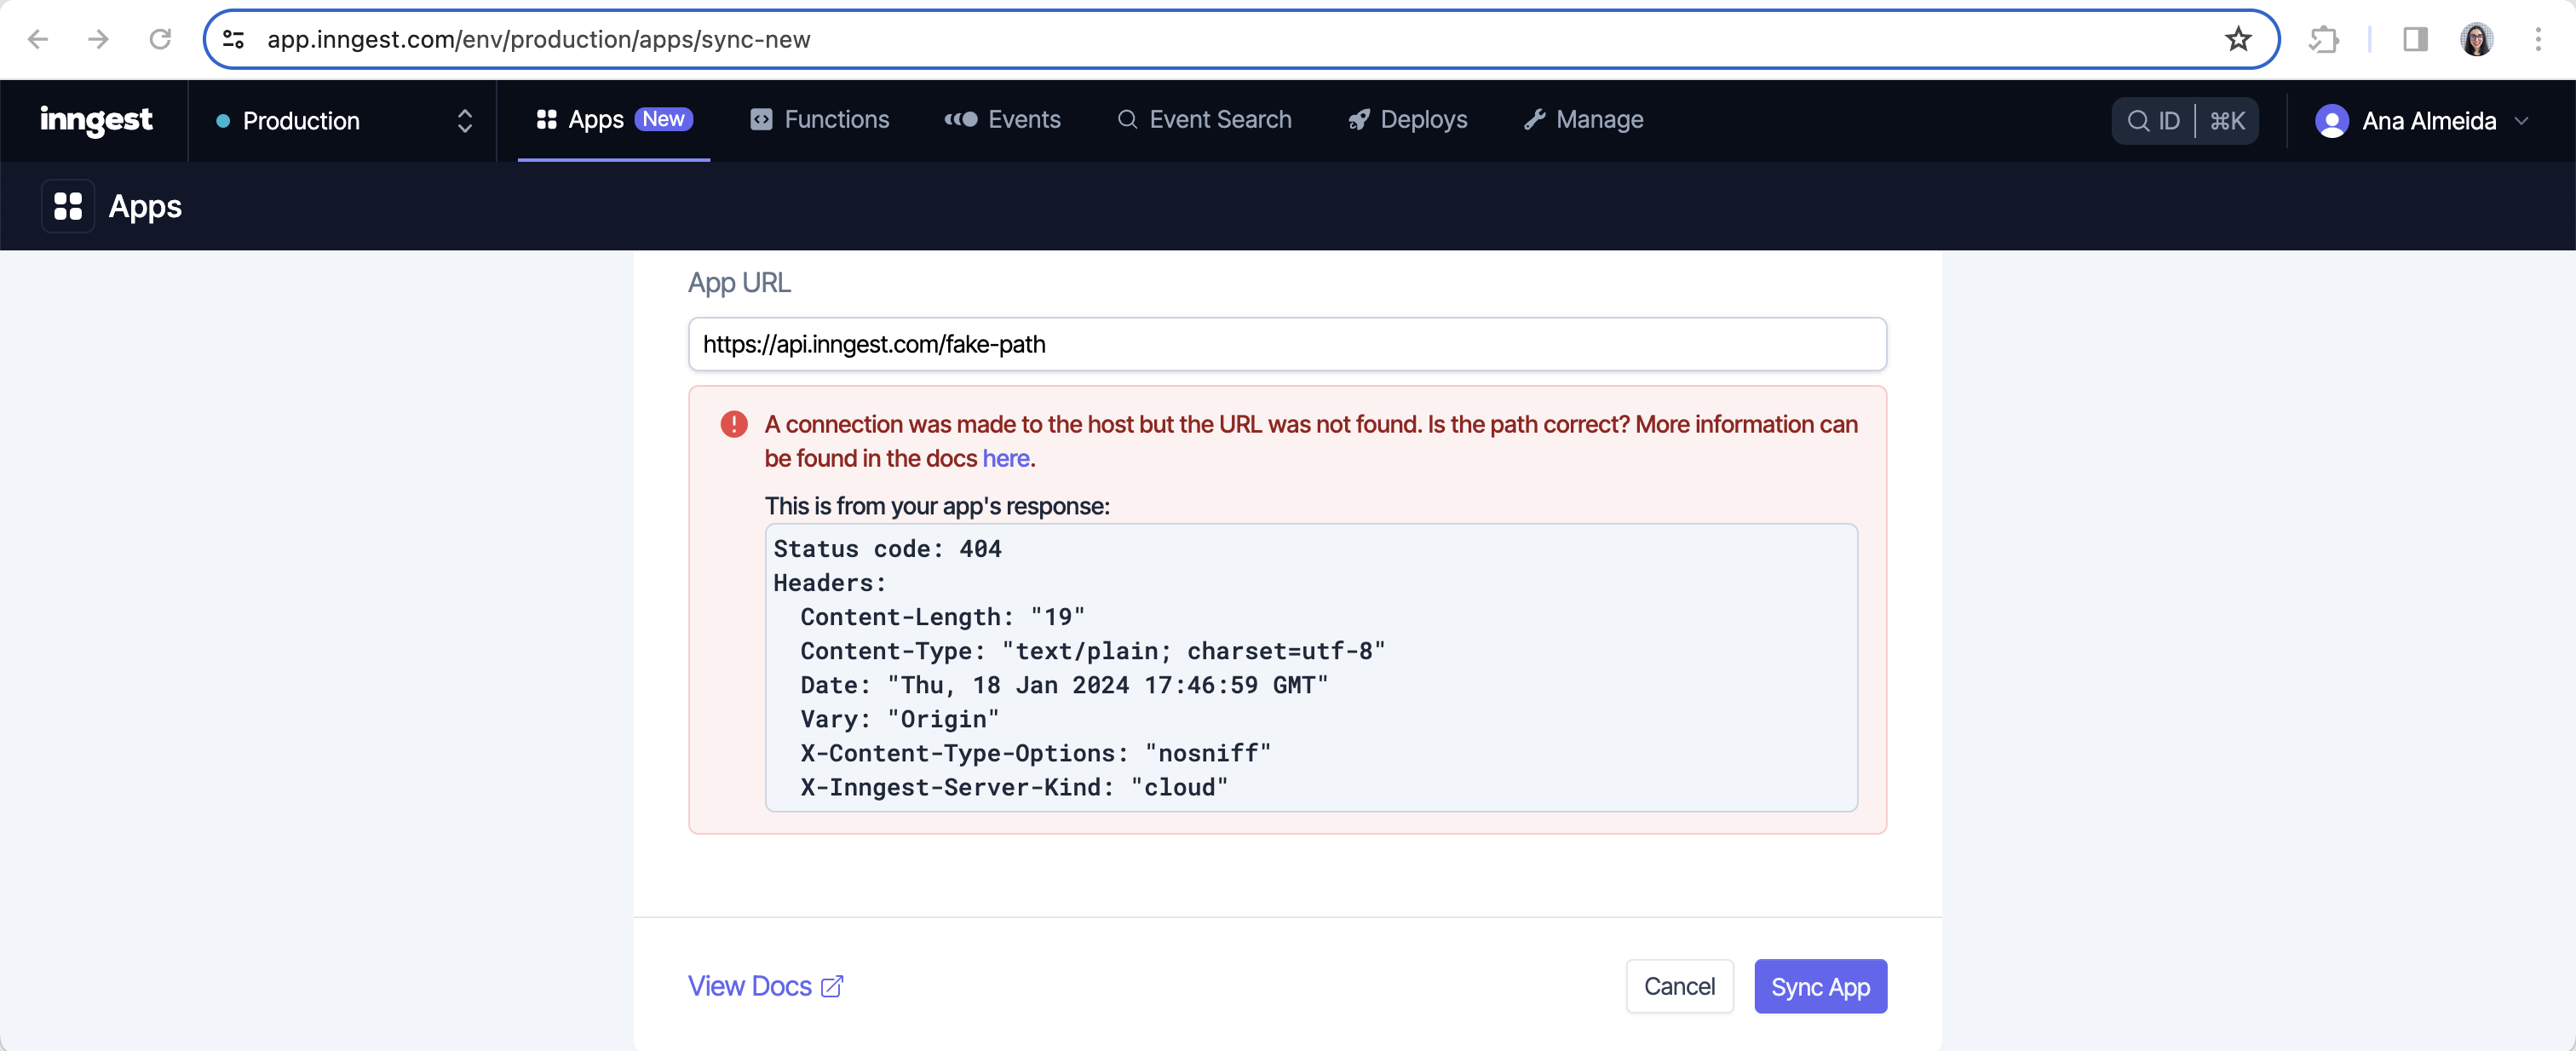 app.inngest.com/env/production/apps/sync-new
inngest
Production
Apps New
Functions
Events
Event Search
Deploys
Manage
ID ⌘K
Ana Almeida
Apps
App URL
https://api.inngest.com/fake-path
A connection was made to the host but the URL was not found. Is the path correct? More information can
be found in the docs here.
This is from your app's response:
Status code: 404
Headers:
Content-Length: "19"
Content-Type: "text/plain; charset=utf-8"
Date: "Thu, 18 Jan 2024 17:46:59 GMT"
Vary: "Origin"
X-Content-Type-Options: "nosniff"
X-Inngest-Server-Kind: "cloud"
View Docs
Cancel
Sync App